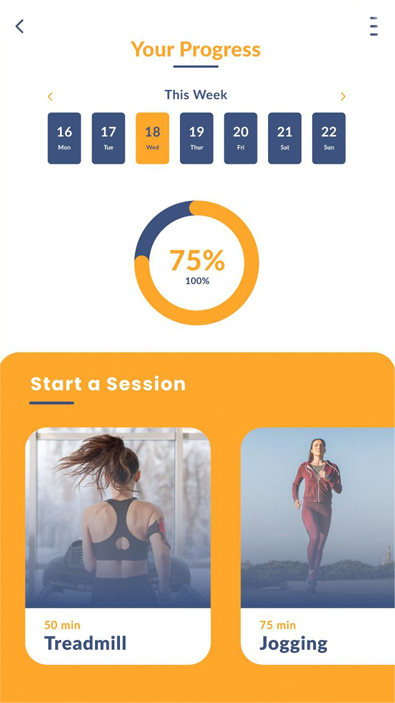 Your Progress
This Week
16 17 18 19 20 21 22
Mon Tue Wed Thur Fri Sat Sun
75%
100%
Start a Session
50 min
Treadmill
75 min
Jogging